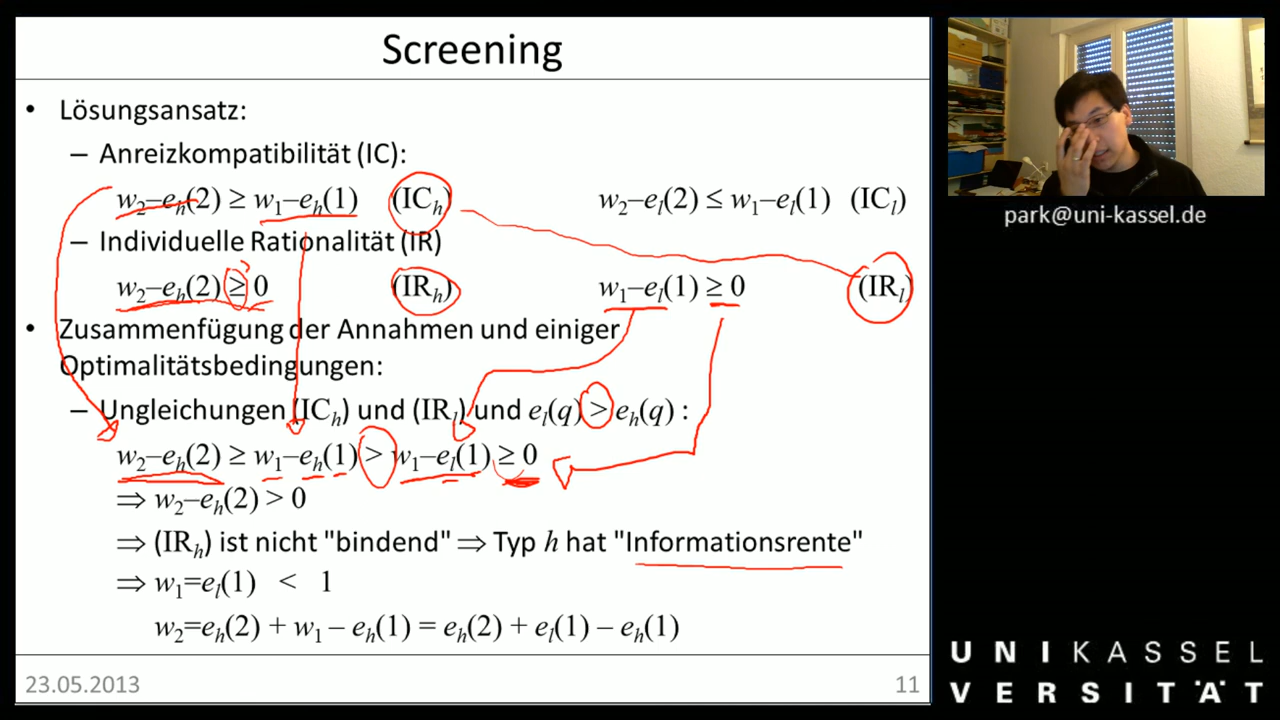 Screening
• Lösungsansatz:
– Anreizkompatibilität (IC):
w₂–eₕ(2) ≥ w₁–eₕ(1) (ICₕ) w₂–eₗ(2) ≤ w₁–eₗ(1) (ICₗ)
– Individuelle Rationalität (IR)
w₂–eₕ(2) ≥ 0 (IRₕ) w₁–eₗ(1) ≥ 0 (IRₗ)
• Zusammenfügung der Annahmen und einiger
Optimalitätsbedingungen:
– Ungleichungen (ICₕ) und (IRₗ) und eₗ(q) > eₕ(q) :
w₂–eₕ(2) ≥ w₁–eₕ(1) > w₁–eₗ(1) ≥ 0
⇒ w₂–eₕ(2) > 0
⇒ (IRₕ) ist nicht "bindend" ⇒ Typ h hat "Informationsrente"
⇒ w₁=eₗ(1) < 1
w₂=eₕ(2) + w₁ – eₕ(1) = eₕ(2) + eₗ(1) – eₕ(1)
23.05.2013 11
park@uni-kassel.de
UNIKASSEL
VERSITÄT